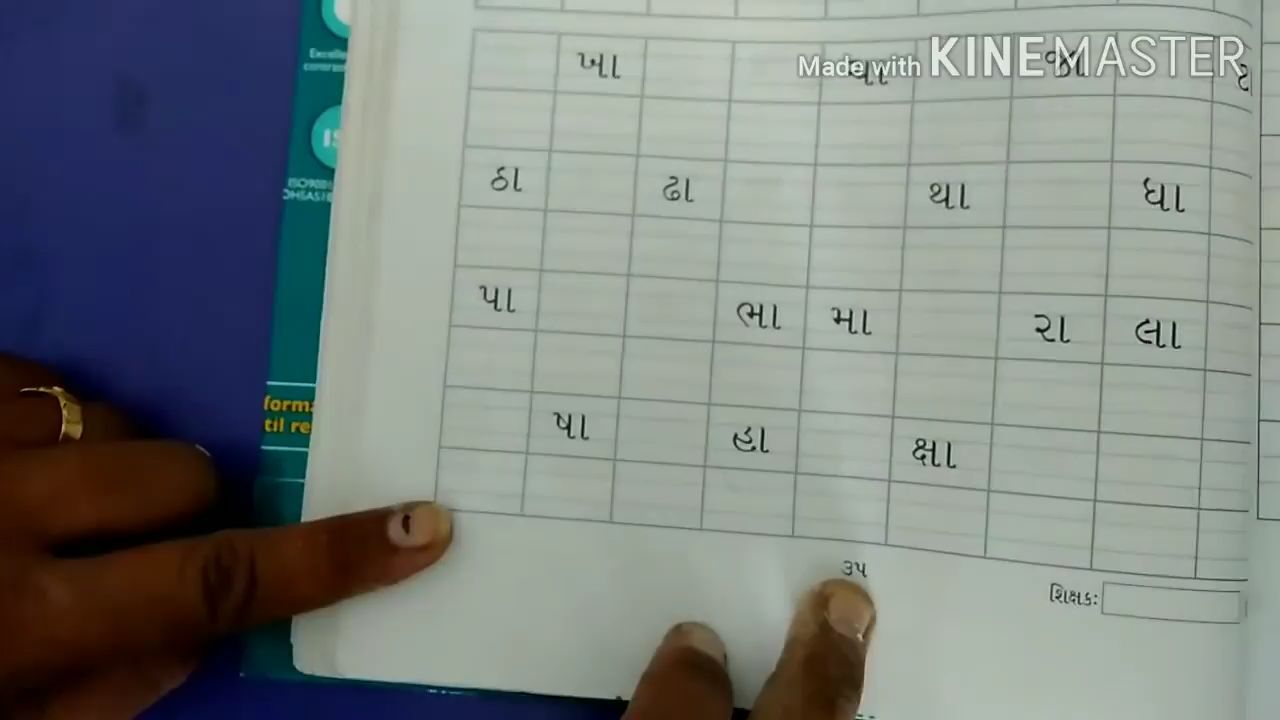 Made with KINEMASTER
ખા ચા જા
ઠા ઢા થા ધા
પા ભા મા રા લા
ષા હા ક્ષા
૩૫
શિક્ષકઃ